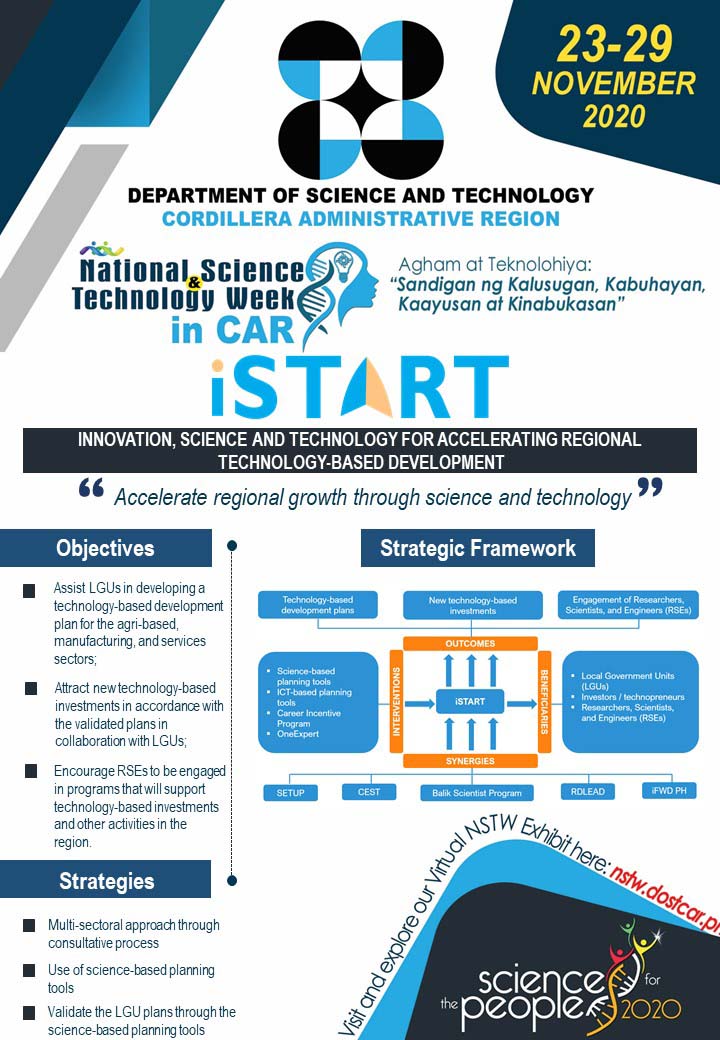 23-29
NOVEMBER
2020
DEPARTMENT OF SCIENCE AND TECHNOLOGY
CORDILLERA ADMINISTRATIVE REGION
National Science
&
Technology Week
in CAR
Agham at Teknolohiya:
“Sandigan ng Kalusugan, Kabuhayan,
Kaayusan at Kinabukasan”
iSTART
INNOVATION, SCIENCE AND TECHNOLOGY FOR ACCELERATING REGIONAL
TECHNOLOGY-BASED DEVELOPMENT
“ Accelerate regional growth through science and technology ”
Objectives
Assist LGUs in developing a
technology-based development
plan for the agri-based,
manufacturing, and services
sectors;
Attract new technology-based
investments in accordance with
the validated plans in
collaboration with LGUs;
Encourage RSEs to be engaged
in programs that will support
technology-based investments
and other activities in the
region.
Strategies
Multi-sectoral approach through
consultative process
Use of science-based planning
tools
Validate the LGU plans through the
science-based planning tools
Strategic Framework
Technology-based
development plans
New technology-based
investments
Engagement of Researchers,
Scientists, and Engineers (RSEs)
OUTCOMES
• Science-based
planning tools
• ICT-based planning
tools
• Career Incentive
Program
• OneExpert
INTERVENTIONS
iSTART
BENEFICIARIES
• Local Government Units
(LGUs)
• Investors / technopreneurs
• Researchers, Scientists,
and Engineers (RSEs)
SYNERGIES
SETUP
CEST
Balik Scientist Program
RDLEAD
iFWD PH
Visit and explore our Virtual NSTW Exhibit here: nstw.dostcar.ph
science for
the people 2020